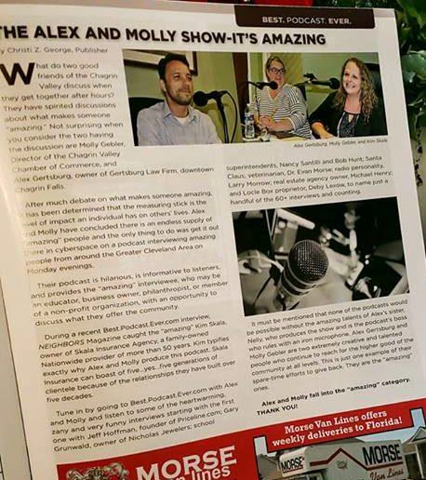 BEST. PODCAST. EVER.
THE ALEX AND MOLLY SHOW-IT'S AMAZING
y Christi Z. George, Publisher
What do two good
friends of the Chagrin
Valley discuss when
they get together after hours?
They have spirited discussions
about what makes someone
"amazing." Not surprising when
you consider the two having
the discussion are Molly Gebler,
Director of the Chagrin Valley
Chamber of Commerce, and
Alex Gertsburg, owner of Gertsburg Law Firm, downtown
Chagrin Falls.
After much debate on what makes someone amazing,
has been determined that the measuring stick is the
vel of impact an individual has on others' lives. Alex
nd Molly have concluded there is an endless supply of
amazing" people and the only thing to do was get it out
here in cyberspace on a podcast interviewing amazing
people from around the Greater Cleveland Area on
Monday evenings.
Their podcast is hilarious, is informative to listeners,
and provides the "amazing" interviewee, who may be
an educator, business owner, philanthropist, or member
of a non-profit organization, with an opportunity to
discuss what they offer the community.
During a recent Best.Podcast.Ever.com interview,
NEIGHBORS Magazine caught the "amazing" Kim Skala,
owner of Skala Insurance Agency, a family-owned
Nationwide provider of more than 50 years. Kim typifies
exactly why Alex and Molly produce this podcast. Skala
Insurance can boast of five...yes...five generations of
clientele because of the relationships they have built over
five decades.
Tune in by going to Best.Podcast.Ever.com with Alex
and Molly and listen to some of the heartwarming,
zany and very funny interviews starting with the first
one with Jeff Hoffman, founder of Priceline.com; Gary
Grunwald, owner of Nicholas Jewelers; school
Alex Gertsburg, Molly Gebler, and Kim Skala
superintendents, Nancy Santilli and Bob Hunt; Santa
Claus; veterinarian, Dr. Evan Morse; radio personality,
Larry Morrow; real estate agency owner, Michael Henry;
and Locle Box proprietor, Deby Lexow, to name just a
handful of the 60+ interviews and counting.
It must be mentioned that none of the podcasts would
be possible without the amazing talents of Alex's sister,
Nelly, who produces the show and is the podcast's boss
who rules with an iron microphone. Alex Gertsburg and
Molly Gebler are two extremely creative and talented
people who continue to reach for the higher good of the
community at all levels. This is just one example of their
spare-time efforts to give back. They are the "amazing"
ones.
Alex and Molly fall into the "amazing" category.
THANK YOU!
MORSE
lines
Morse Van Lines offers
weekly deliveries to Florida!
MORSE
MORSE
Van Lines